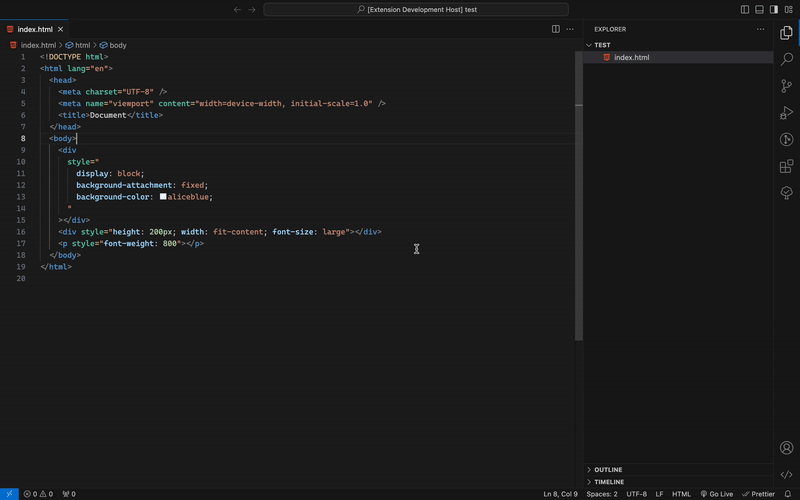 [Extension Development Host] test
index.html
index.html > html > body
1 <!DOCTYPE html>
2 <html lang="en">
3 <head>
4 <meta charset="UTF-8" />
5 <meta name="viewport" content="width=device-width, initial-scale=1.0" />
6 <title>Document</title>
7 </head>
8 <body>
9 <div
10 style="
11 display: block;
12 background-attachment: fixed;
13 background-color: aliceblue;
14 "
15 ></div>
16 <div style="height: 200px; width: fit-content; font-size: large"></div>
17 <p style="font-weight: 800"></p>
18 </body>
19 </html>
20
EXPLORER
TEST
index.html
OUTLINE
TIMELINE
0 0 0
Ln 8, Col 9 Spaces: 2 UTF-8 LF HTML Go Live Prettier